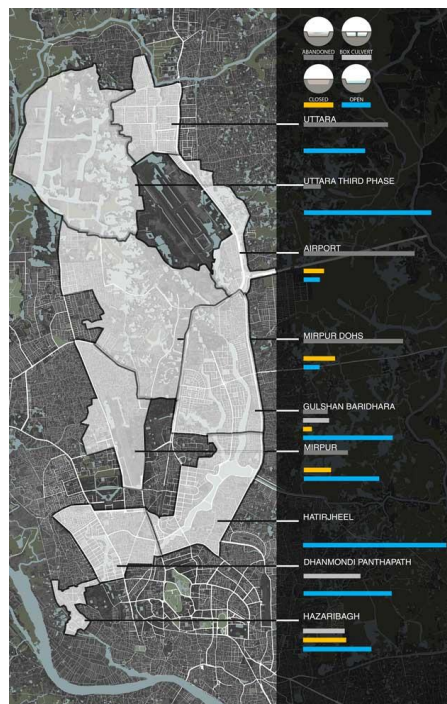 ABANDONED BOX CULVERT
CLOSED OPEN
UTTARA
UTTARA THIRD PHASE
AIRPORT
MIRPUR DOHS
GULSHAN BARIDHARA
MIRPUR
HATIRJHEEL
DHANMONDI PANTHAPATH
HAZARIBAGH